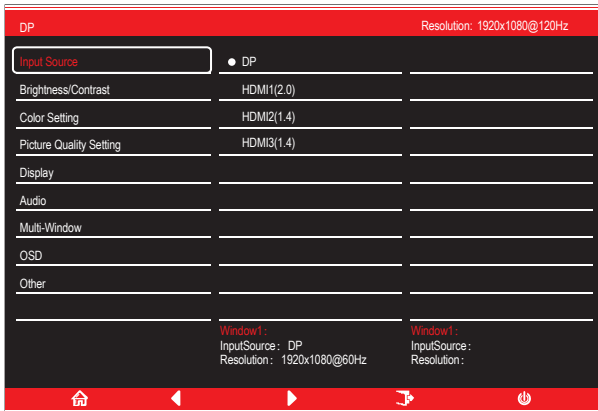 DP Resolution: 1920x1080@120Hz
Input Source DP
Brightness/Contrast HDMI1(2.0)
Color Setting HDMI2(1.4)
Picture Quality Setting HDMI3(1.4)
Display
Audio
Multi-Window
OSD
Other
Window1: Window1:
InputSource: DP InputSource:
Resolution: 1920x1080@60Hz Resolution: